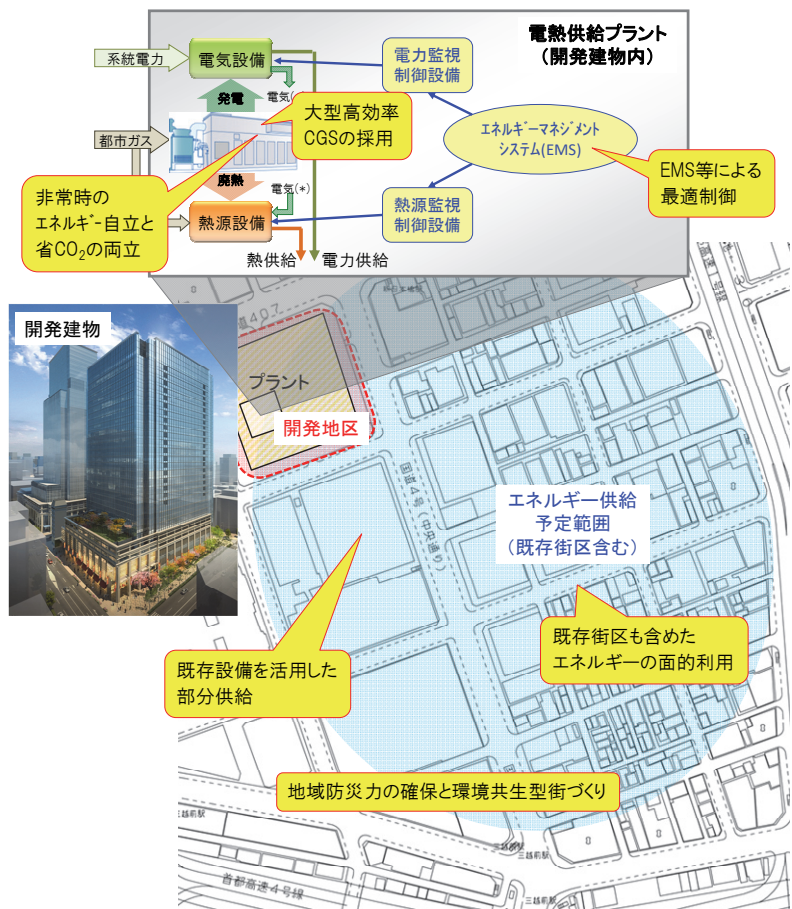 電熱供給プラント
(開発建物内)
系統電力
電気設備
電力監視
制御設備
発電
電気(
大型高効率
CGSの採用
都市ガス
エネルギーマネジメント
システム(EMS)
EMS等による
最適制御
非常時の
エネルギー自立と
省CO₂の両立
廃熱
電気(*)
熱源設備
熱源監視
制御設備
熱供給
電力供給
開発建物
道407
プラント
開発地区
国道4号(中央通り)
エネルギー供給
予定範囲
(既存街区含む)
既存設備を活用した
部分供給
既存街区も含めた
エネルギーの面的利用
地域防災力の確保と環境共生型街づくり
三越前駅
三越前駅
三越前駅
首都高速4号線